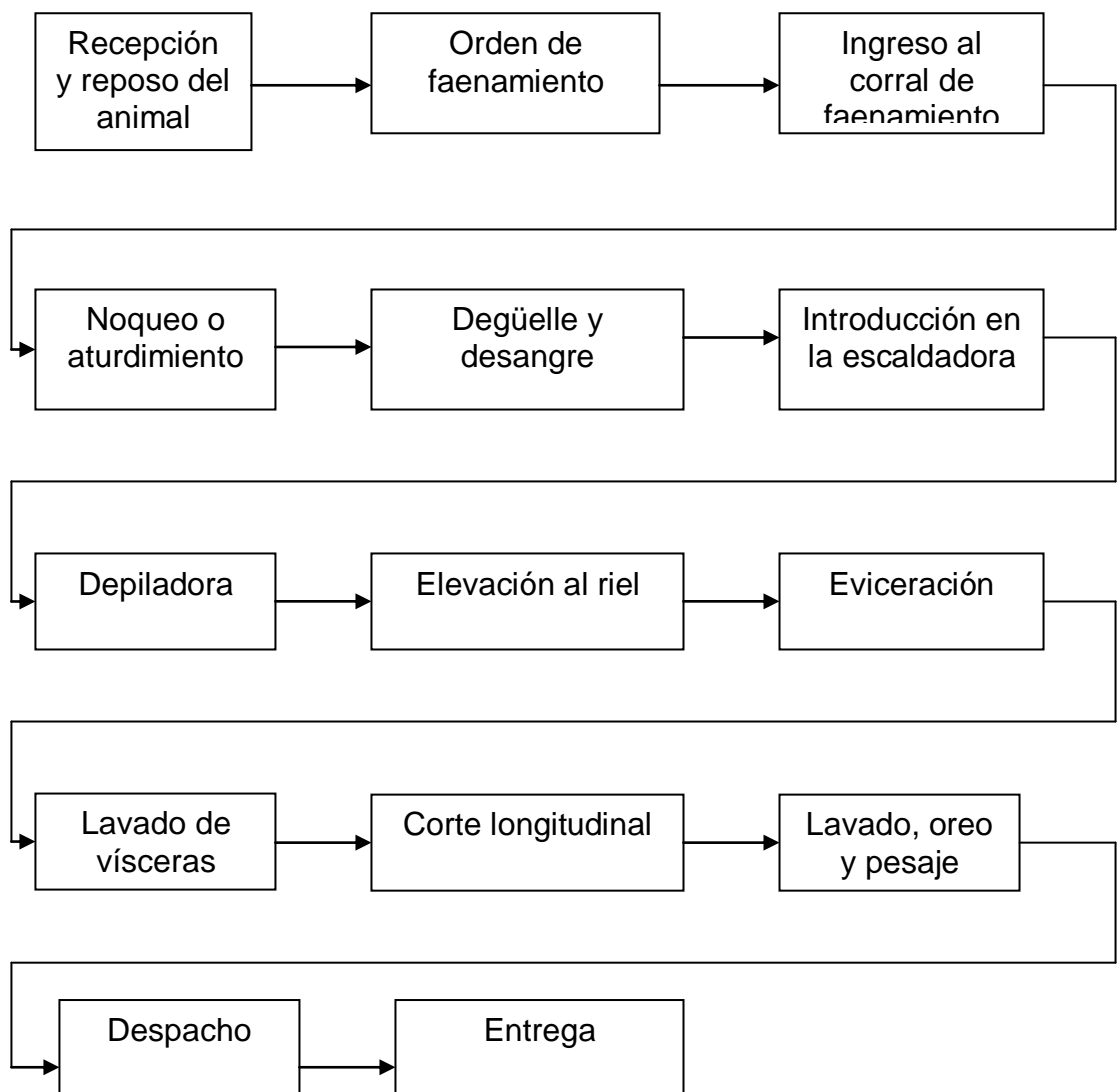 Recepción
y reposo del
animal
Orden de
faenamiento
Ingreso al
corral de
faenamiento
Noqueo o
aturdimiento
Degüelle y
desangre
Introducción en
la escaldadora
Depiladora
Elevación al riel
Eviceración
Lavado de
vísceras
Corte longitudinal
Lavado, oreo
y pesaje
Despacho
Entrega